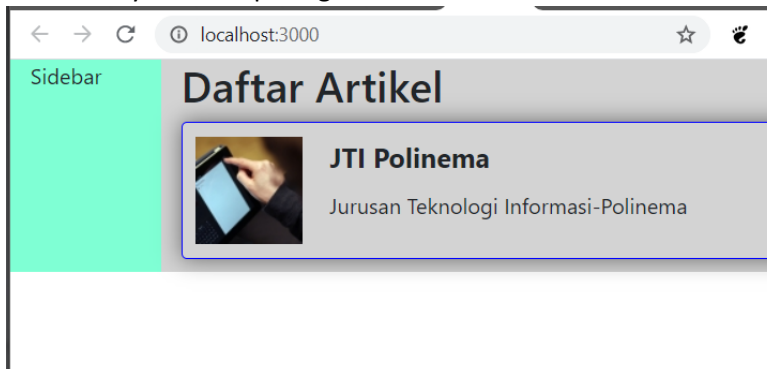 localhost:3000
Sidebar
Daftar Artikel
JTI Polinema
Jurusan Teknologi Informasi-Polinema